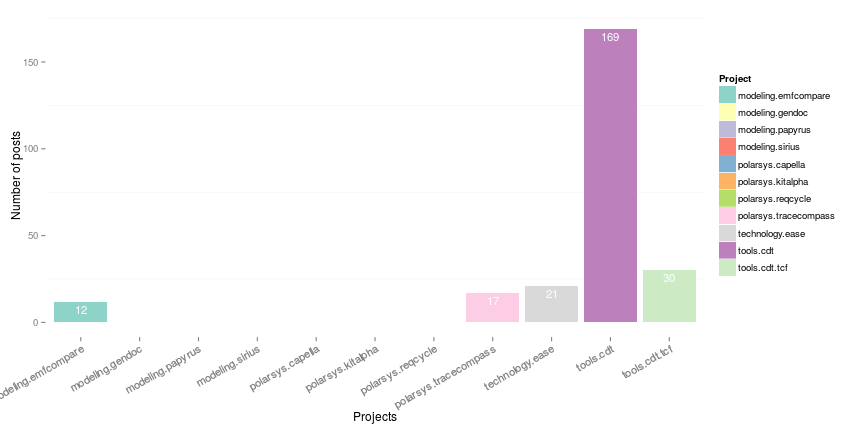 Number of posts
150
100
50
0
12
17
21
169
30
odeling.emfcompare
modeling.gendoc
modeling.papyrus
modeling.sirius
polarsys.capella
polarsys.kitalpha
polarsys.reqcycle
polarsys.tracecompass
technology.ease
tools.cdt
tools.cdt.tcf
Projects
Project
modeling.emfcompare
modeling.gendoc
modeling.papyrus
modeling.sirius
polarsys.capella
polarsys.kitalpha
polarsys.reqcycle
polarsys.tracecompass
technology.ease
tools.cdt
tools.cdt.tcf